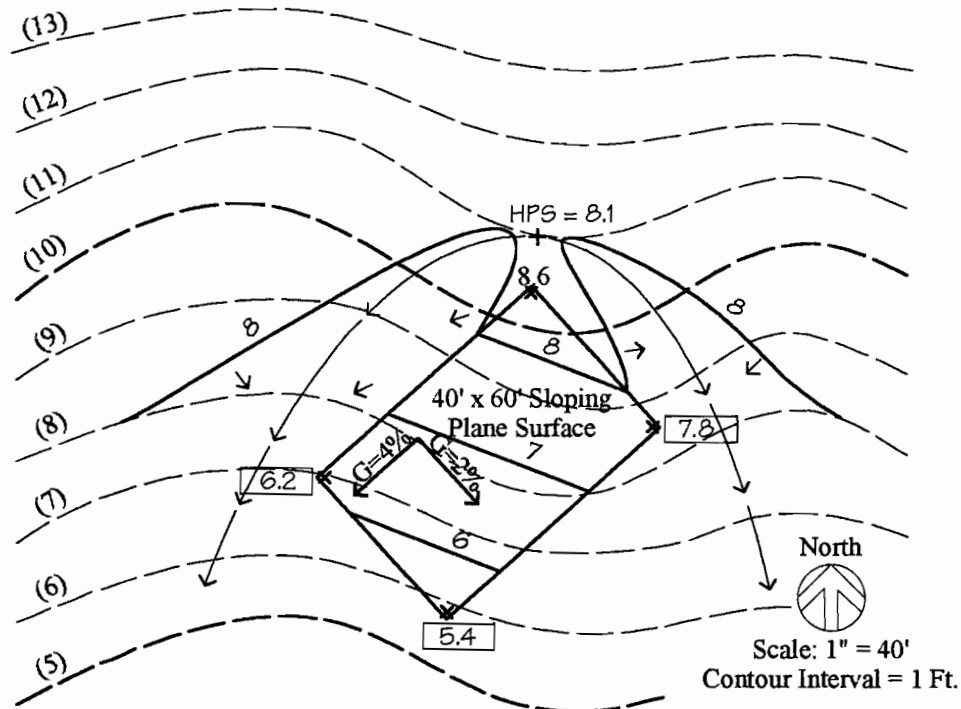 (13)
(12)
(11)
(10)
(9)
(8)
(7)
(6)
(5)
HPS = 8.1
8.6
8
8
8
40' x 60' Sloping
Plane Surface
7.8
7
G=4%
G=2%
6.2
6
5.4
North
Scale: 1" = 40'
Contour Interval = 1 Ft.